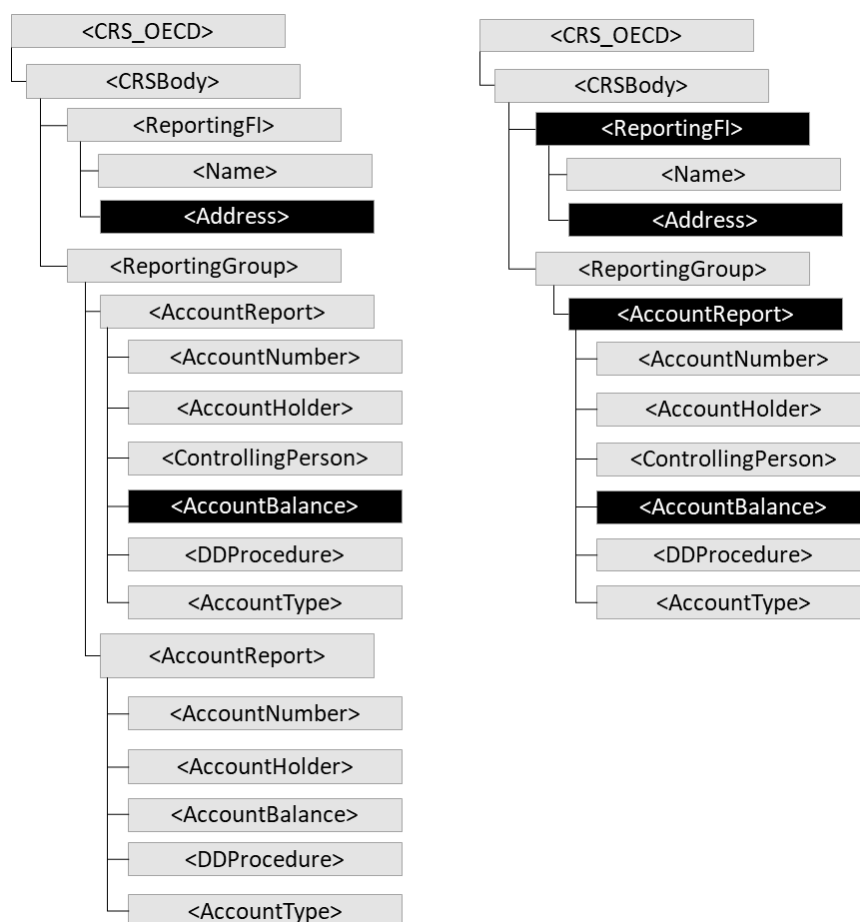 <CRS_OECD>
<CRSBody>
<ReportingFI>
<Name>
<Address>
<ReportingGroup>
<AccountReport>
<AccountNumber>
<AccountHolder>
<ControllingPerson>
<AccountBalance>
<DDProcedure>
<AccountType>
<AccountReport>
<AccountNumber>
<AccountHolder>
<AccountBalance>
<DDProcedure>
<AccountType>
<CRS_OECD>
<CRSBody>
<ReportingFI>
<Name>
<Address>
<ReportingGroup>
<AccountReport>
<AccountNumber>
<AccountHolder>
<ControllingPerson>
<AccountBalance>
<DDProcedure>
<AccountType>